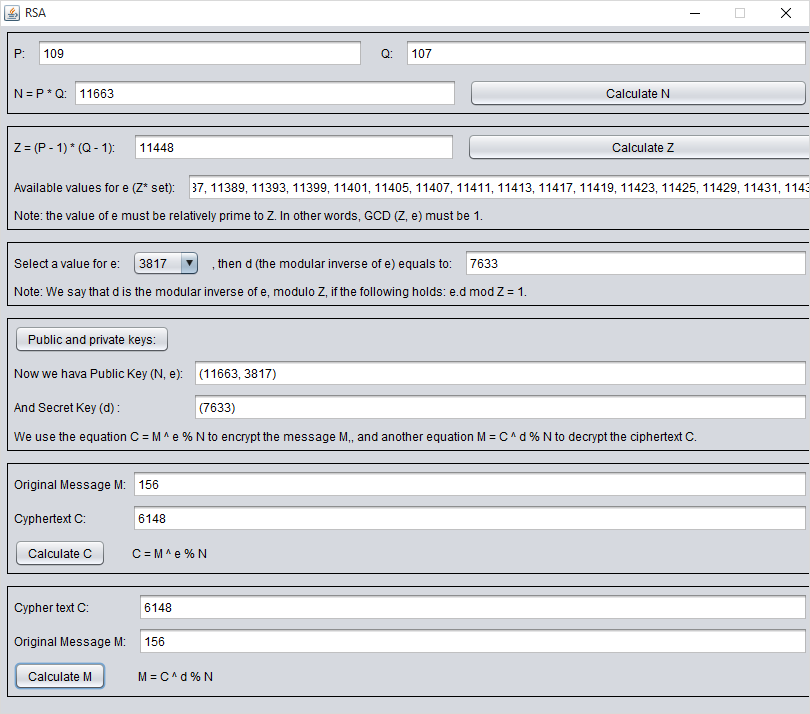 RSA
P: 109 Q: 107
N = P * Q: 11663 Calculate N
Z = (P - 1) * (Q - 1): 11448 Calculate Z
Available values for e (Z* set): 37, 11389, 11393, 11399, 11401, 11405, 11407, 11411, 11413, 11417, 11419, 11423, 11425, 11429, 11431, 1143
Note: the value of e must be relatively prime to Z. In other words, GCD (Z, e) must be 1.
Select a value for e: 3817 , then d (the modular inverse of e) equals to: 7633
Note: We say that d is the modular inverse of e, modulo Z, if the following holds: e.d mod Z = 1.
Public and private keys:
Now we hava Public Key (N, e): (11663, 3817)
And Secret Key (d) : (7633)
We use the equation C = M ^ e % N to encrypt the message M,, and another equation M = C ^ d % N to decrypt the ciphertext C.
Original Message M: 156
Cyphertext C: 6148
Calculate C C = M ^ e % N
Cypher text C: 6148
Original Message M: 156
Calculate M M = C ^ d % N